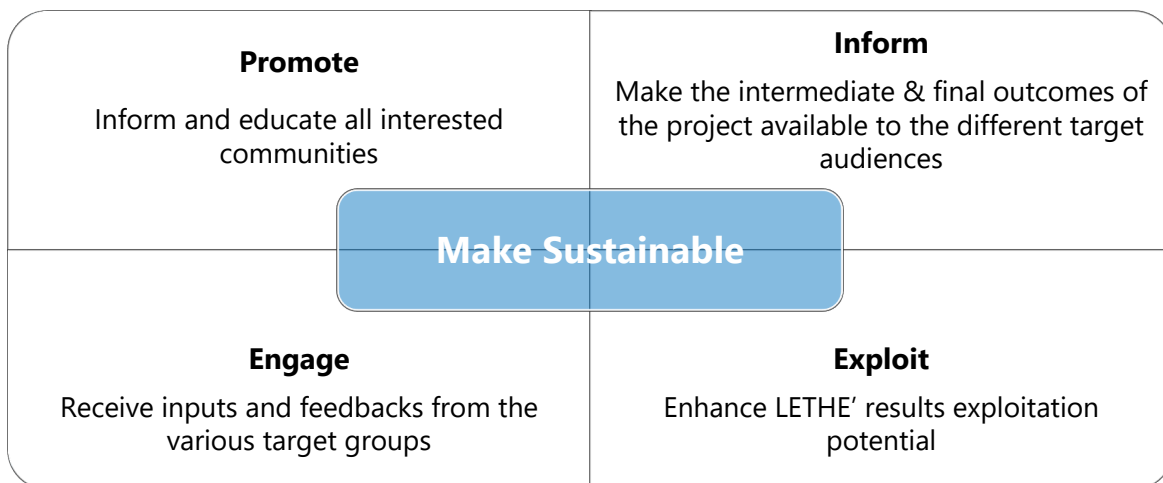 Promote
Inform and educate all interested
communities
Inform
Make the intermediate & final outcomes of
the project available to the different target
audiences
Make Sustainable
Engage
Receive inputs and feedbacks from the
various target groups
Exploit
Enhance LETHE’ results exploitation
potential